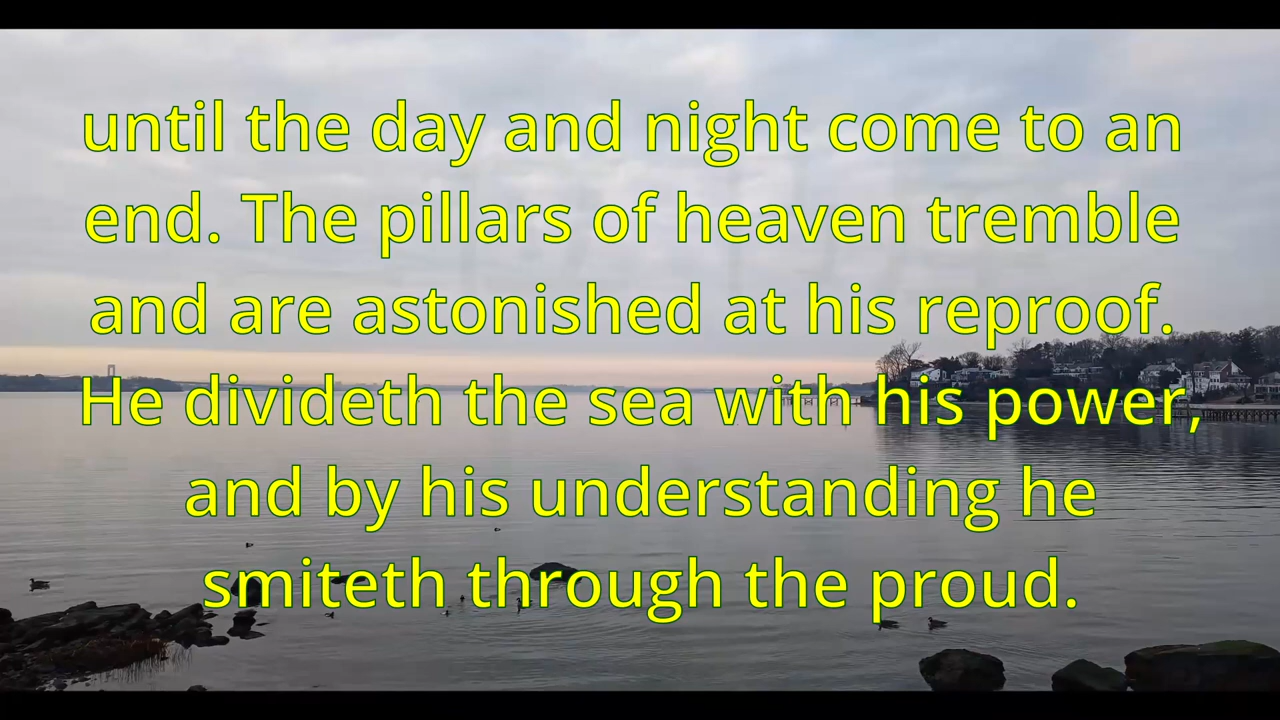 until the day and night come to an
end. The pillars of heaven tremble
and are astonished at his reproof.
He divideth the sea with his power,
and by his understanding he
smiteth through the proud.